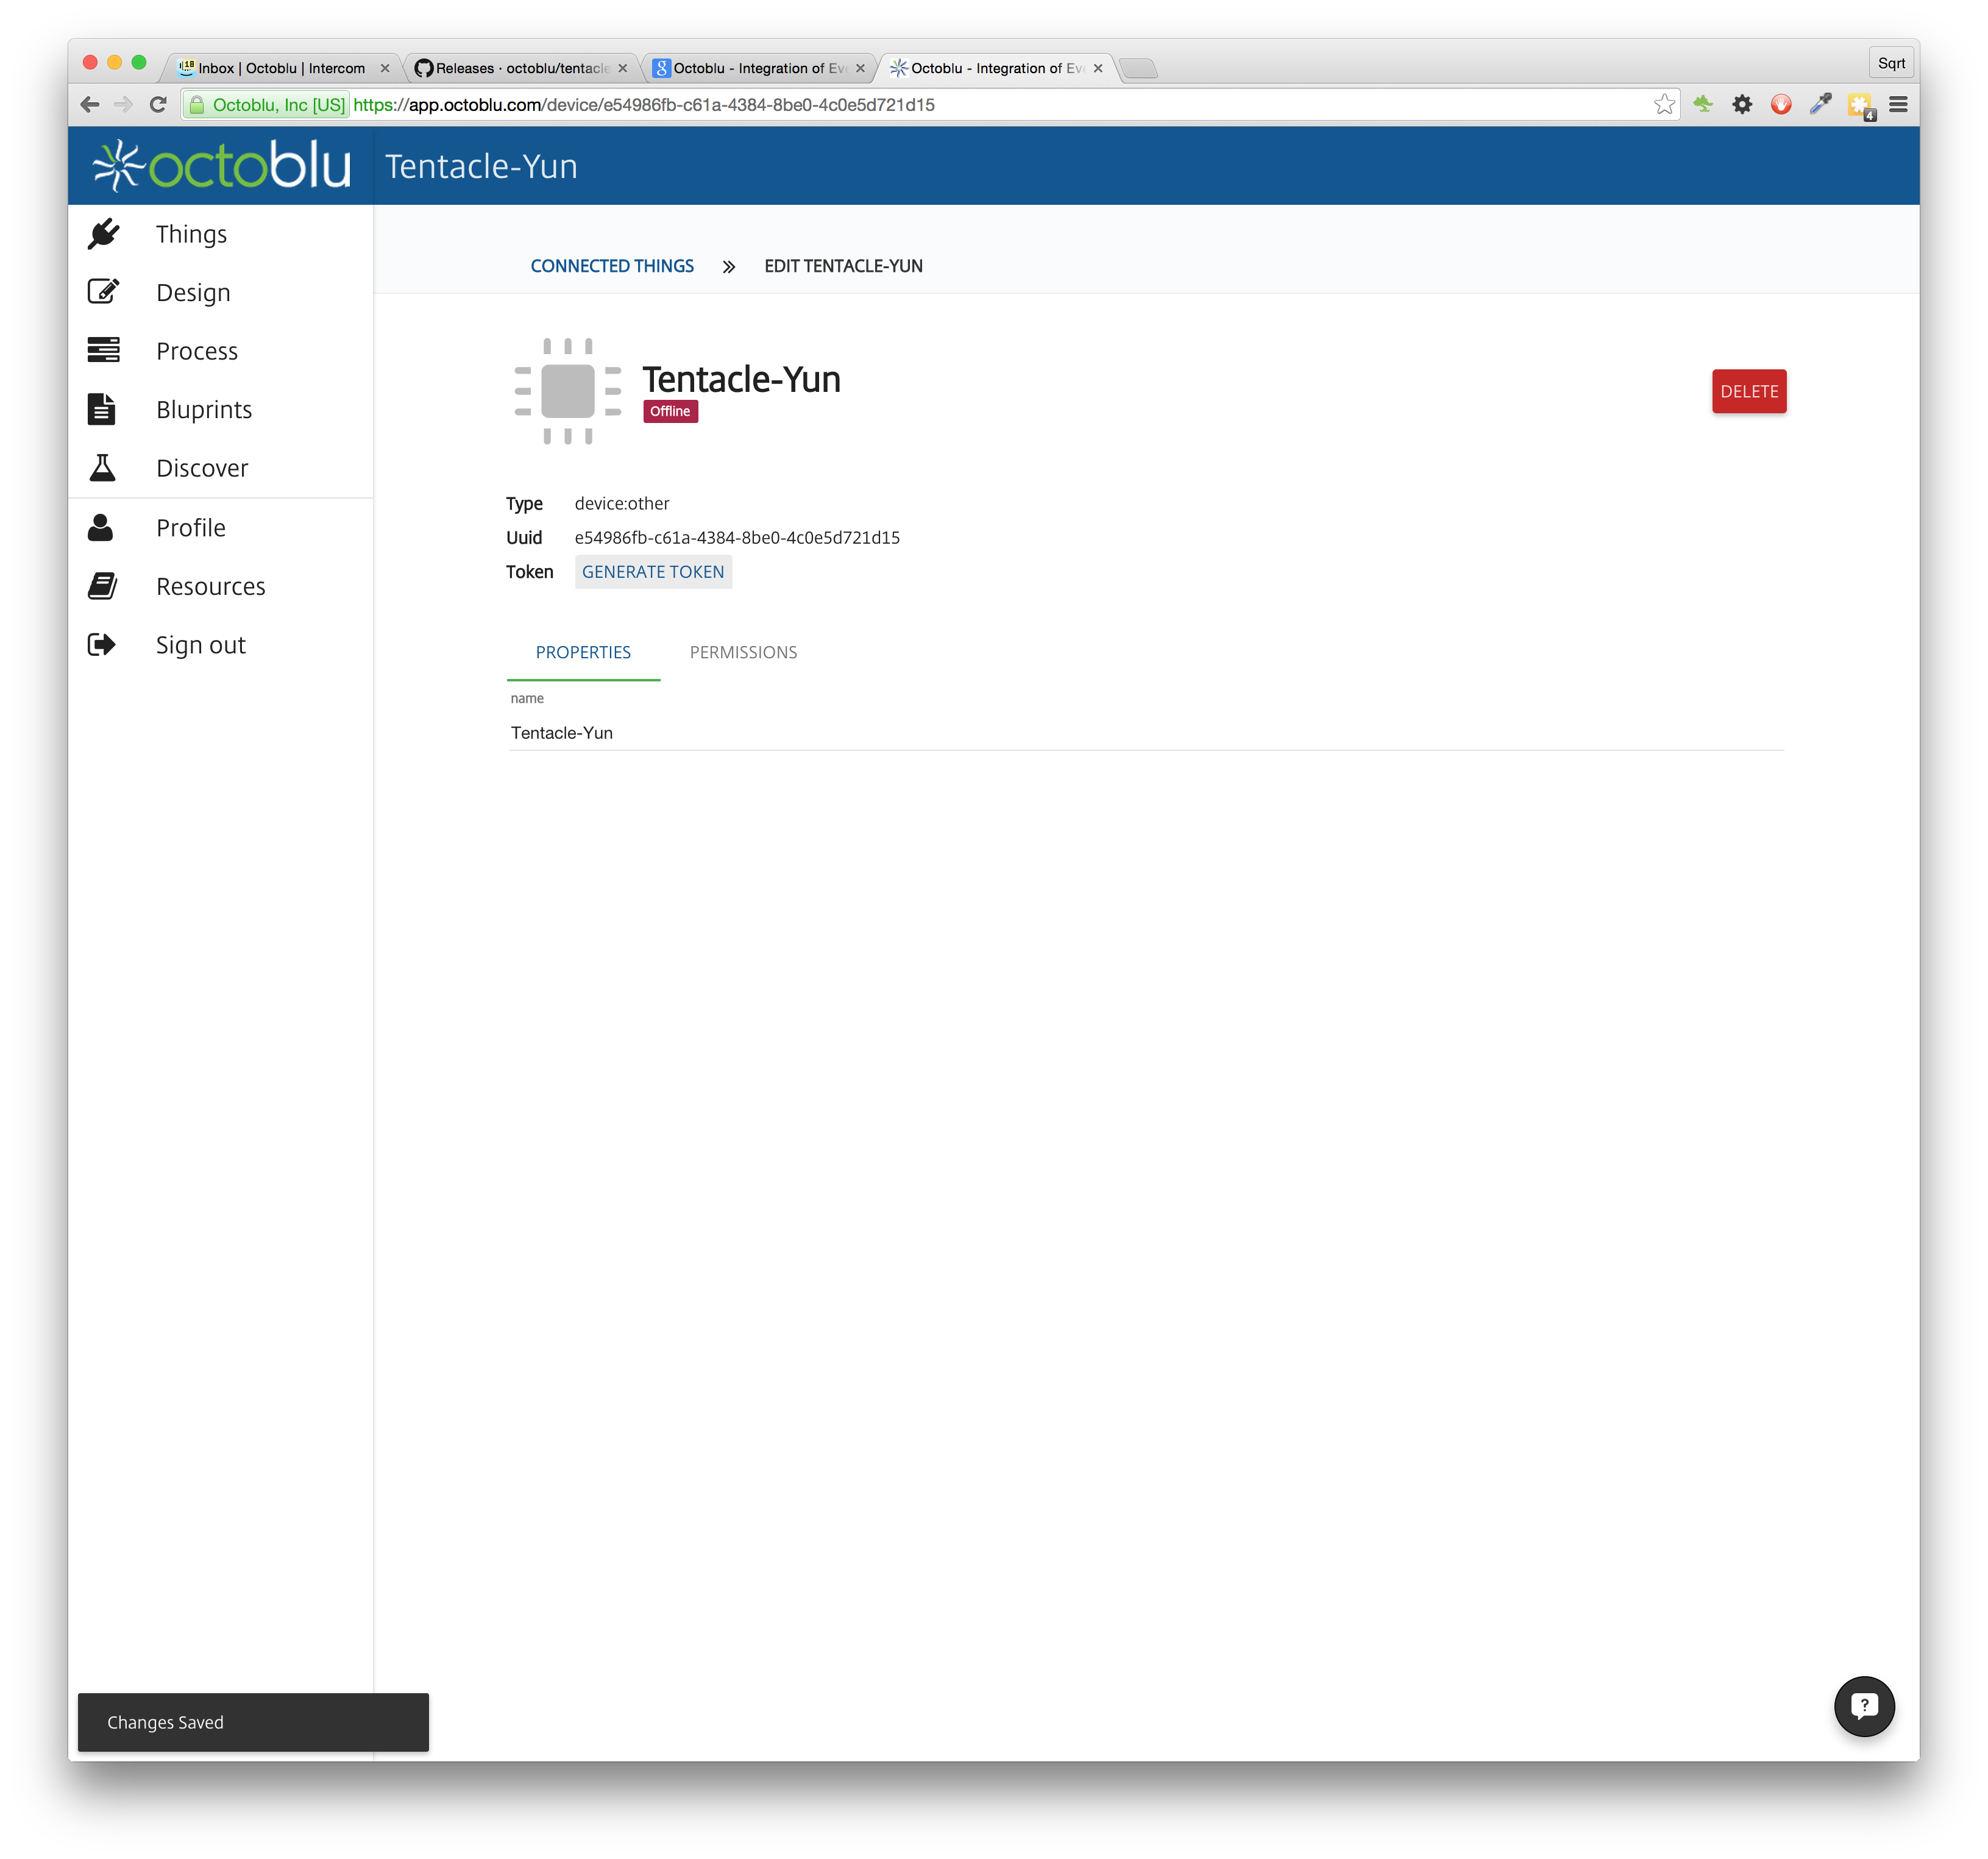 Inbox | Octoblu | Intercom
Releases · octoblu/tentacle
Octoblu - Integration of Eve
Octoblu - Integration of Eve
Sqrt
Octoblu, Inc [US] https://app.octoblu.com/device/e54986fb-c61a-4384-8be0-4c0e5d721d15
4
octoblu
Tentacle-Yun
Things
Design
Process
Bluprints
Discover
Profile
Resources
Sign out
CONNECTED THINGS » EDIT TENTACLE-YUN
Tentacle-Yun
Offline
DELETE
Type device:other
Uuid e54986fb-c61a-4384-8be0-4c0e5d721d15
Token GENERATE TOKEN
PROPERTIES PERMISSIONS
name
Tentacle-Yun
Changes Saved
?